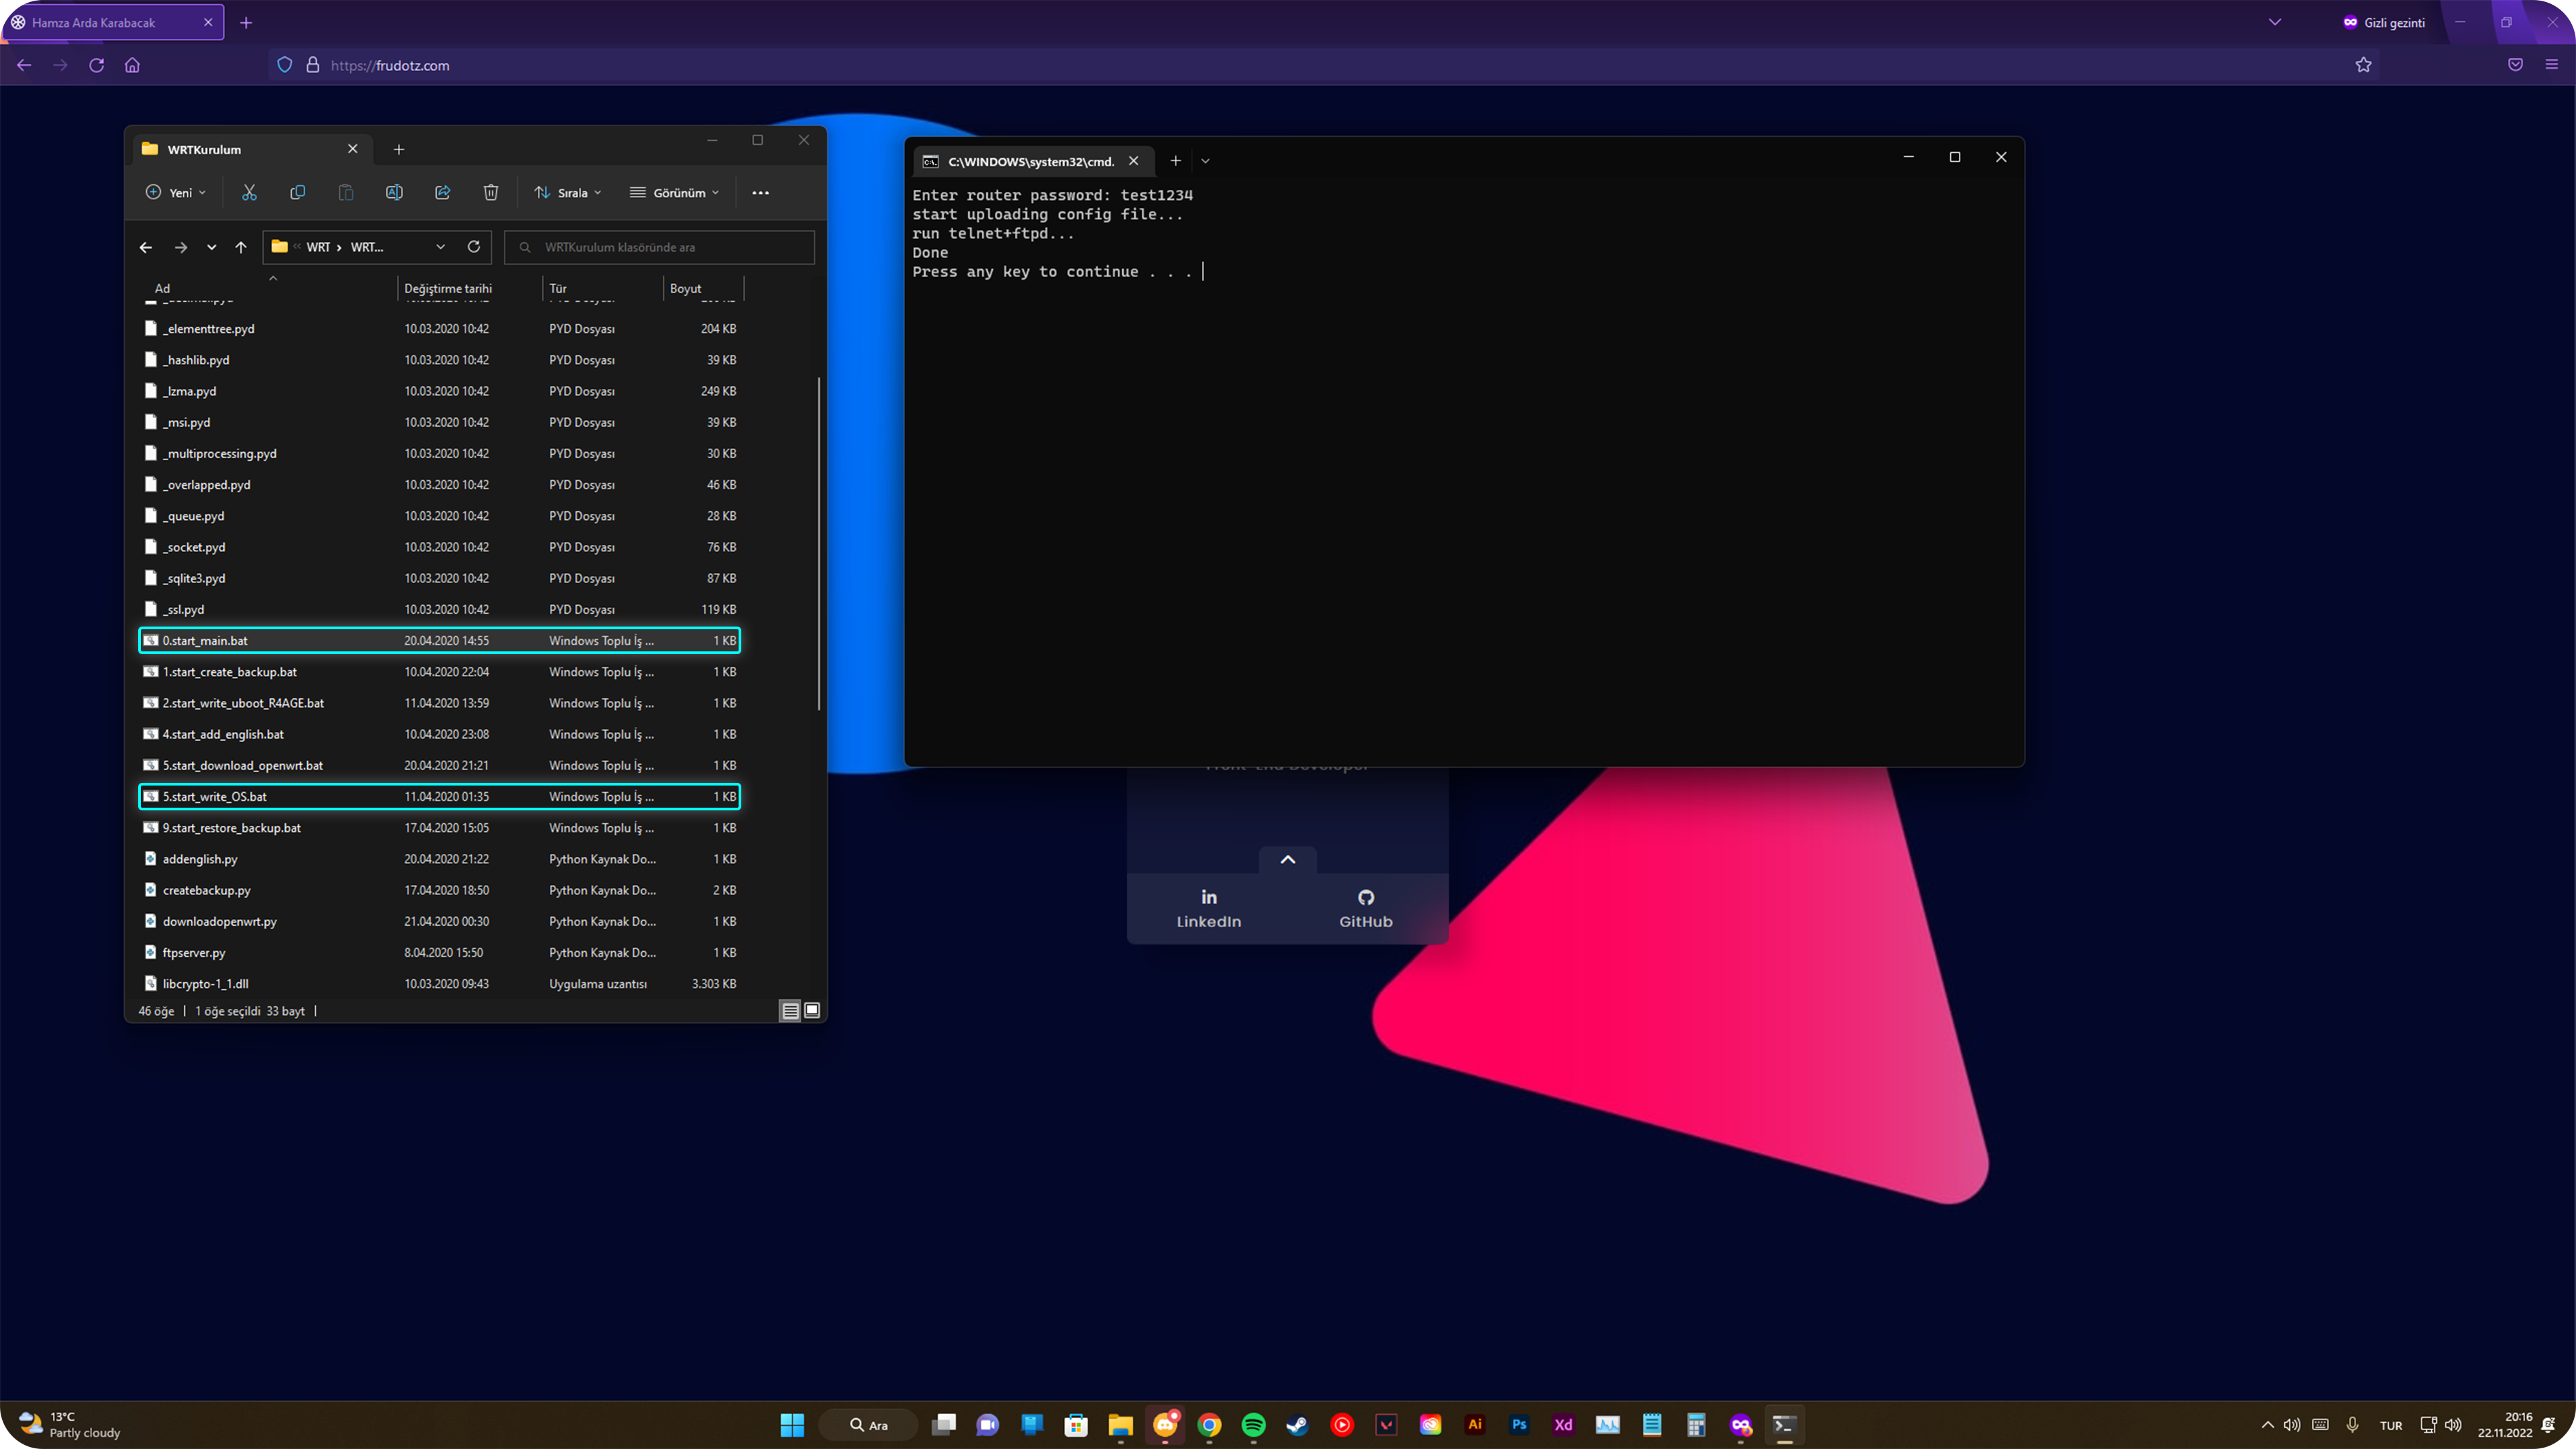 Hamza Arda Karabacak
Gizli gezinti
https://frudotz.com
WRTKurulum
Yeni
Sırala
Görünüm
WRT › WRT...
WRTKurulum klasöründe ara
Ad Değiştirme tarihi Tür Boyut
_elementtree.pyd 10.03.2020 10:42 PYD Dosyası 204 KB
_hashlib.pyd 10.03.2020 10:42 PYD Dosyası 39 KB
_lzma.pyd 10.03.2020 10:42 PYD Dosyası 249 KB
_msi.pyd 10.03.2020 10:42 PYD Dosyası 39 KB
_multiprocessing.pyd 10.03.2020 10:42 PYD Dosyası 30 KB
_overlapped.pyd 10.03.2020 10:42 PYD Dosyası 46 KB
_queue.pyd 10.03.2020 10:42 PYD Dosyası 28 KB
_socket.pyd 10.03.2020 10:42 PYD Dosyası 76 KB
_sqlite3.pyd 10.03.2020 10:42 PYD Dosyası 87 KB
_ssl.pyd 10.03.2020 10:42 PYD Dosyası 119 KB
0.start_main.bat 20.04.2020 14:55 Windows Toplu İş ... 1 KB
1.start_create_backup.bat 10.04.2020 22:04 Windows Toplu İş ... 1 KB
2.start_write_uboot_R4AGE.bat 11.04.2020 13:59 Windows Toplu İş ... 1 KB
4.start_add_english.bat 10.04.2020 23:08 Windows Toplu İş ... 1 KB
5.start_download_openwrt.bat 20.04.2020 21:21 Windows Toplu İş ... 1 KB
5.start_write_OS.bat 11.04.2020 01:35 Windows Toplu İş ... 1 KB
9.start_restore_backup.bat 17.04.2020 15:05 Windows Toplu İş ... 1 KB
addenglish.py 20.04.2020 21:22 Python Kaynak Do... 1 KB
createbackup.py 17.04.2020 18:50 Python Kaynak Do... 2 KB
downloadopenwrt.py 21.04.2020 00:30 Python Kaynak Do... 1 KB
ftpserver.py 8.04.2020 15:50 Python Kaynak Do... 1 KB
libcrypto-1_1.dll 10.03.2020 09:43 Uygulama uzantısı 3.303 KB
46 öğe | 1 öğe seçildi 33 bayt |
C:\WINDOWS\system32\cmd.
Enter router password: test1234
start uploading config file...
run telnet+ftpd...
Done
Press any key to continue . . .
Front-End Developer
in
LinkedIn
GitHub
13°C
Partly cloudy
Ara
Ai
Ps
Xd
TUR
20:16
22.11.2022